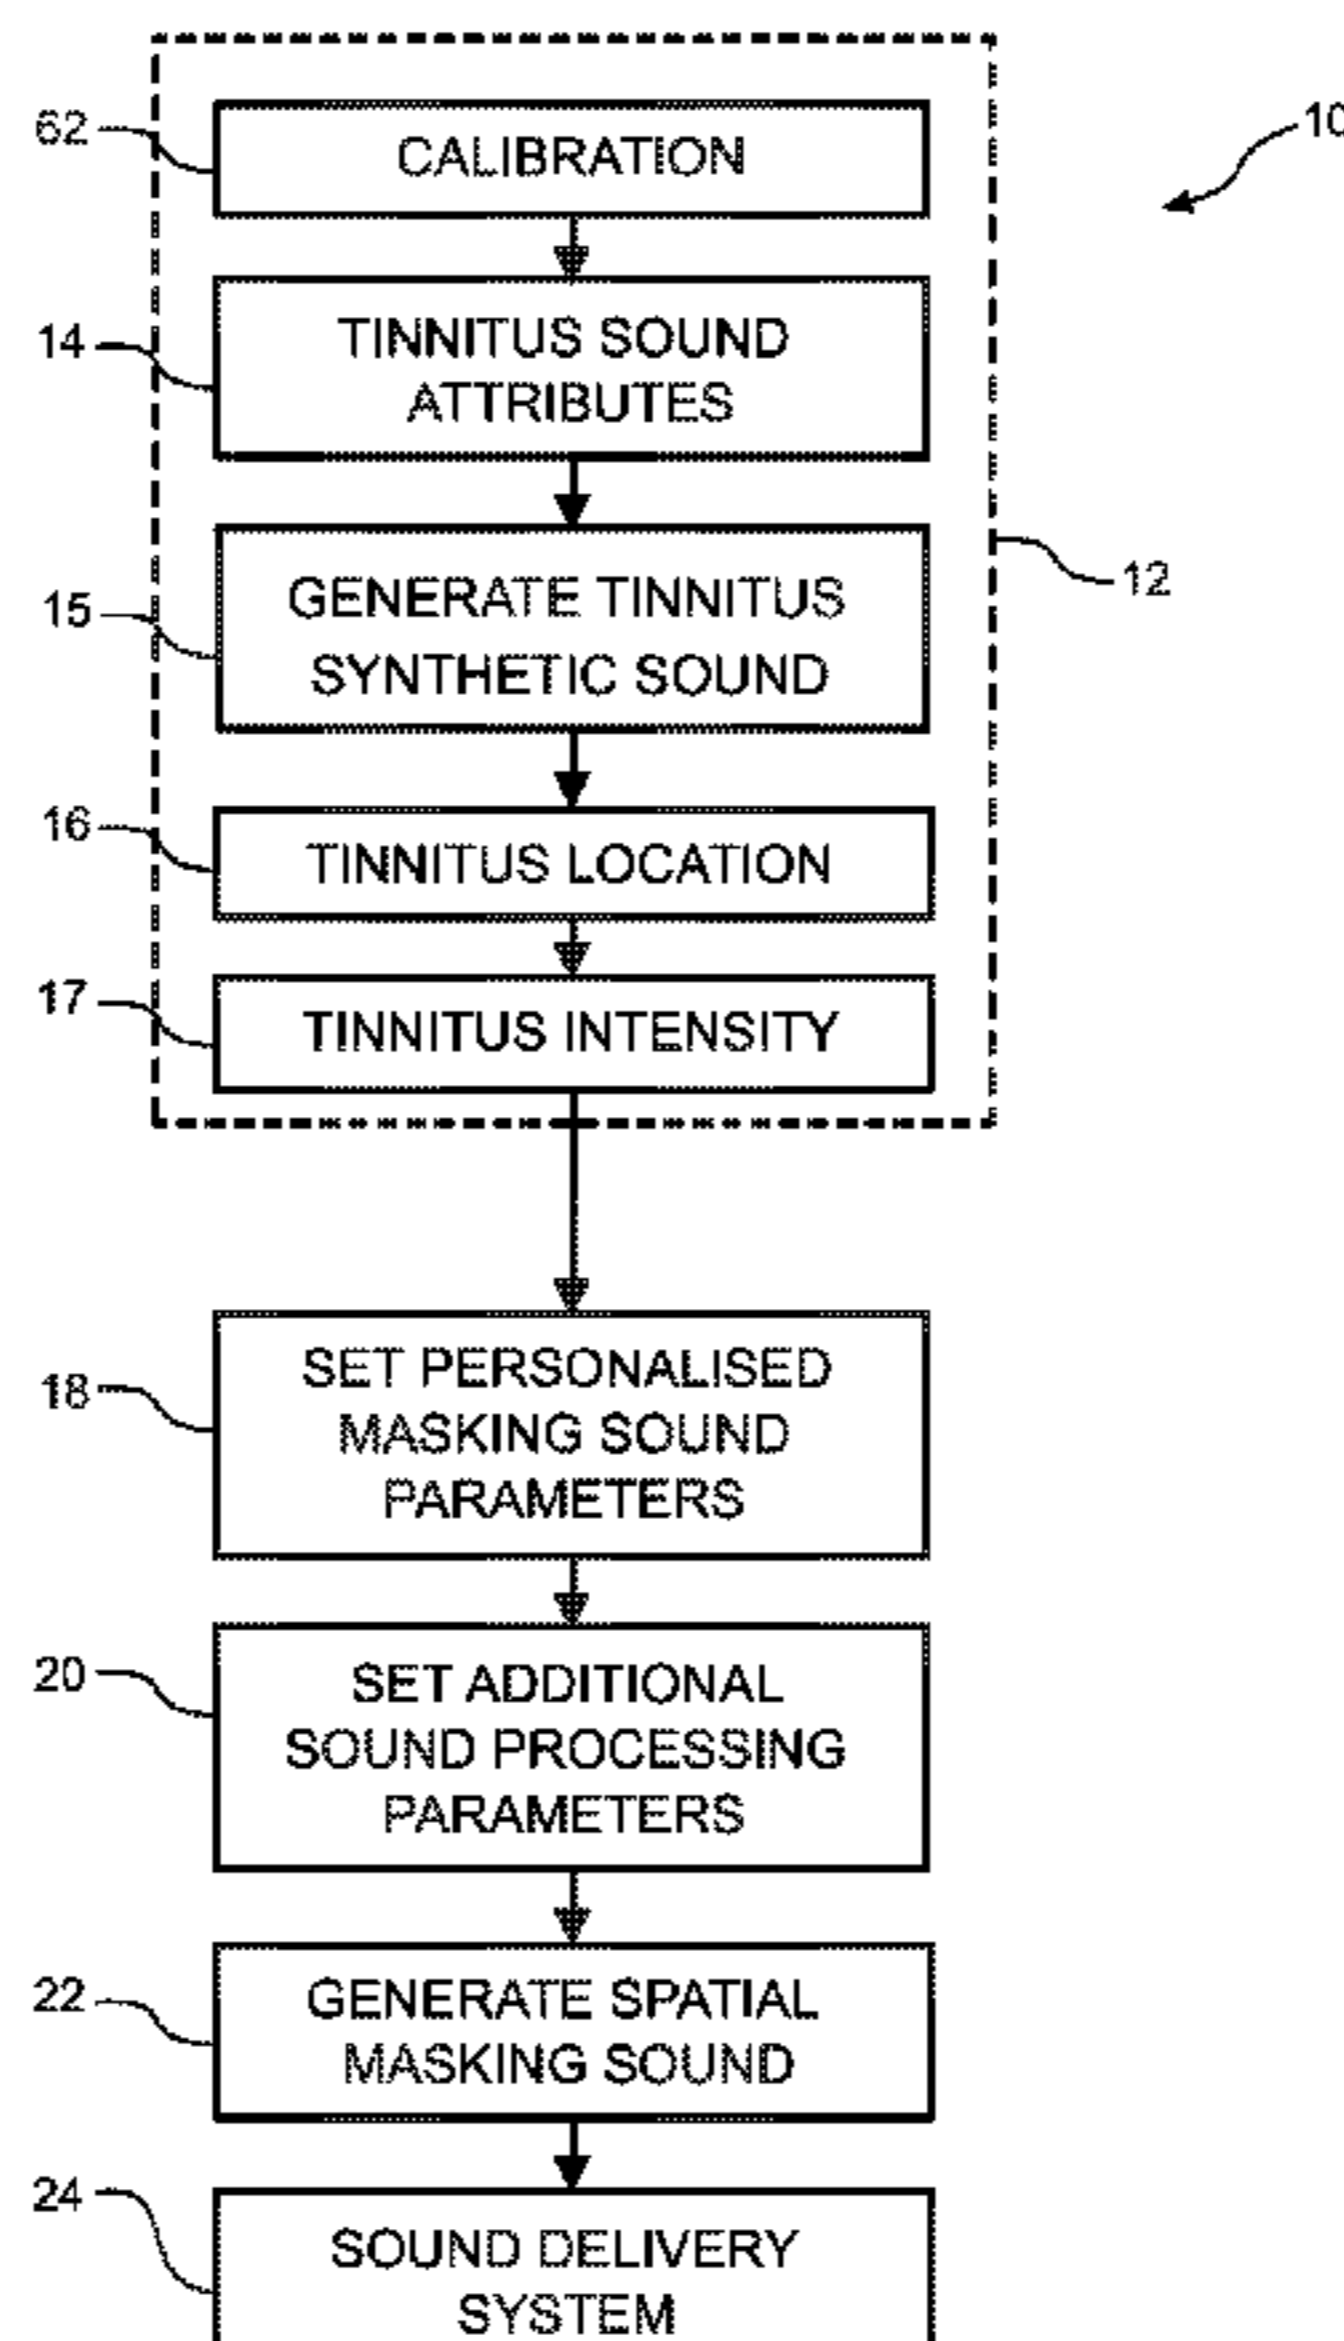 62
CALIBRATION
10
14
TINNITUS SOUND
ATTRIBUTES
15
GENERATE TINNITUS
SYNTHETIC SOUND
12
16
TINNITUS LOCATION
17
TINNITUS INTENSITY
18
SET PERSONALISED
MASKING SOUND
PARAMETERS
20
SET ADDITIONAL
SOUND PROCESSING
PARAMETERS
22
GENERATE SPATIAL
MASKING SOUND
24
SOUND DELIVERY
SYSTEM